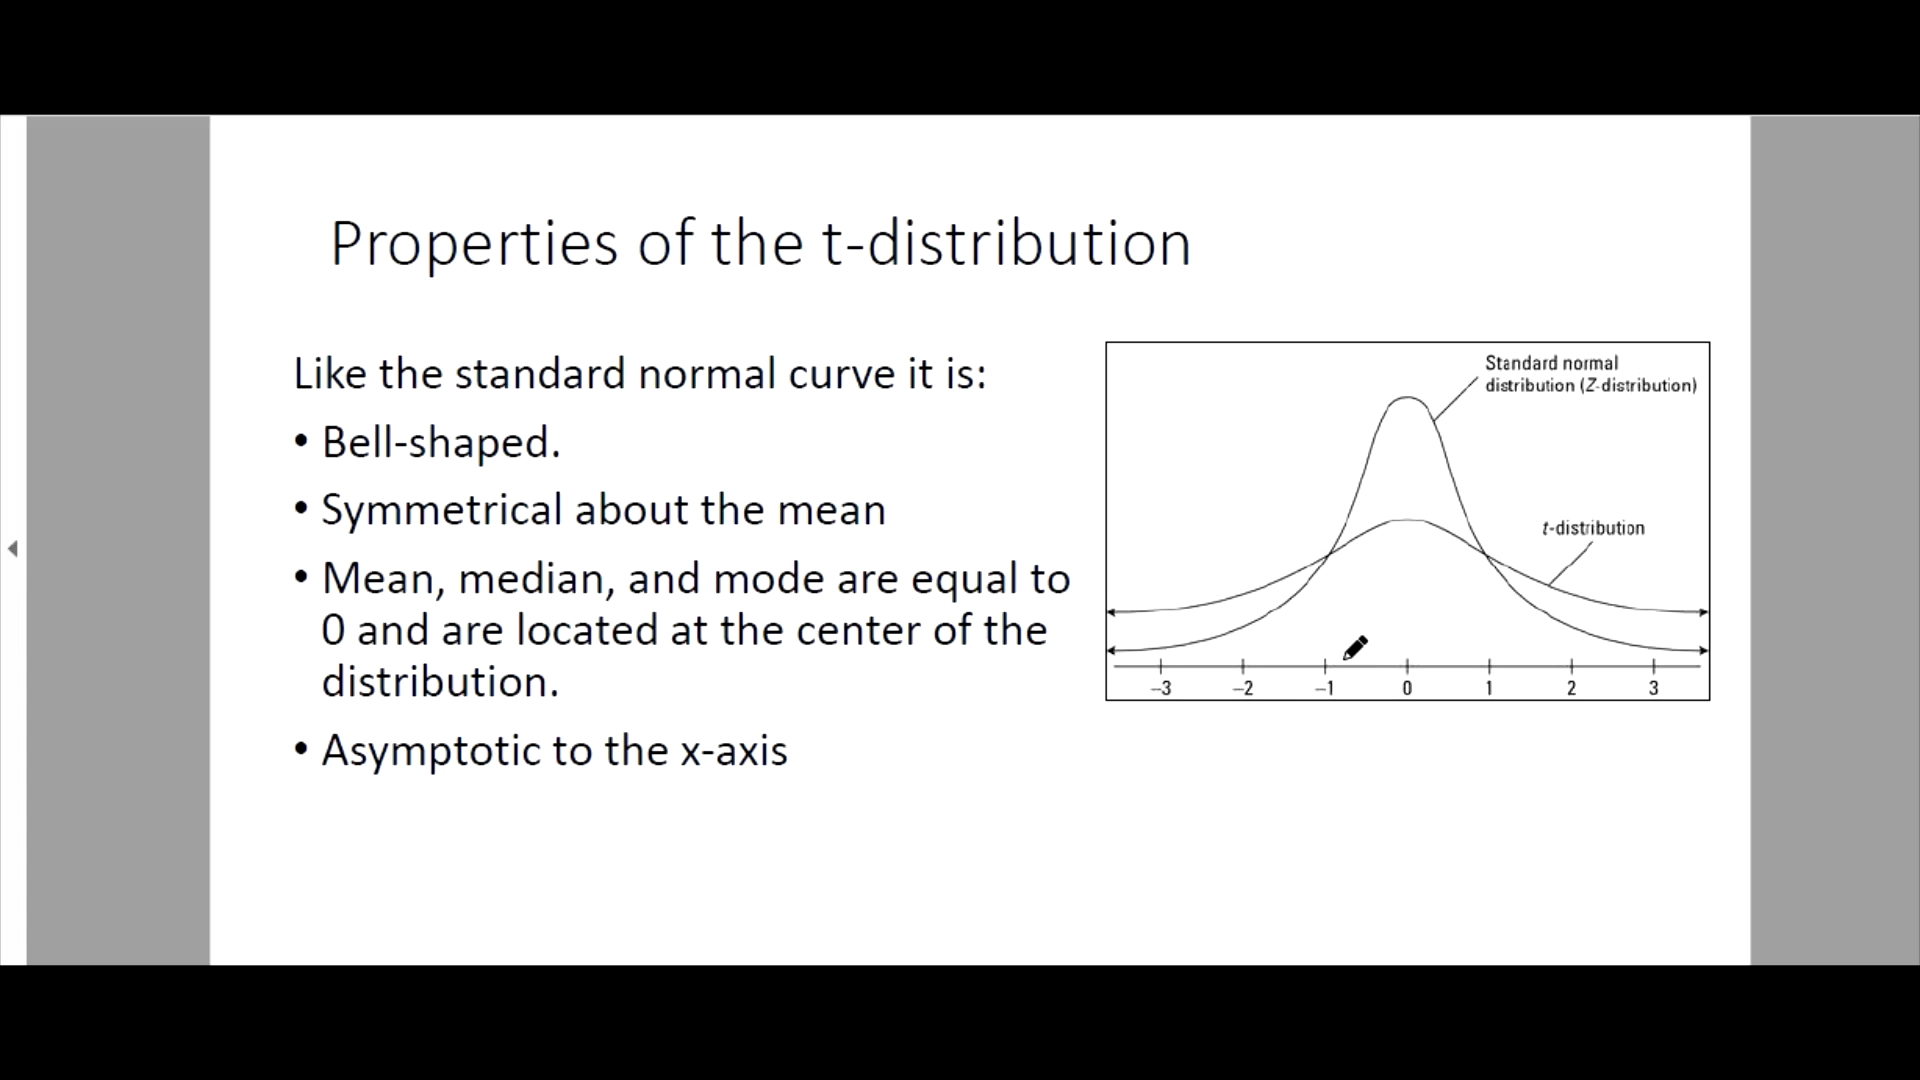 Properties of the t-distribution
Like the standard normal curve it is:
• Bell-shaped.
• Symmetrical about the mean
• Mean, median, and mode are equal to
0 and are located at the center of the
distribution.
• Asymptotic to the x-axis
Standard normal
distribution (Z-distribution)
t-distribution
–3 –2 –1 0 1 2 3